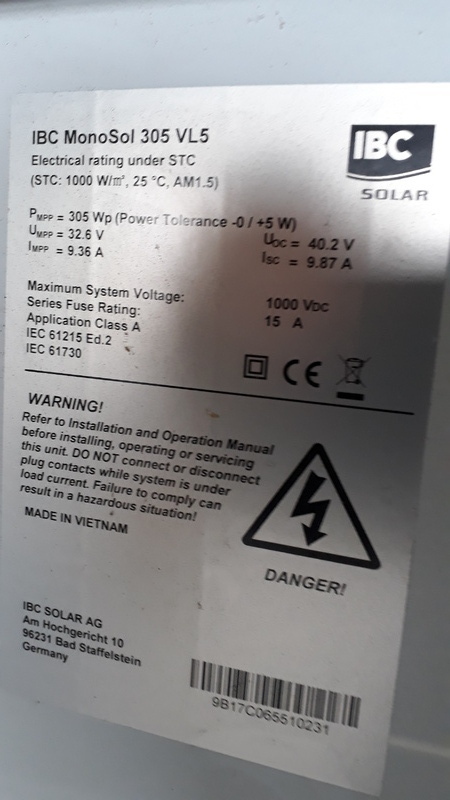 IBC MonoSol 305 VL5
Electrical rating under STC
(STC: 1000 W/m², 25 °C, AM1.5)
IBC
SOLAR
PMPP = 305 Wp (Power Tolerance -0 / +5 W)
UMPP = 32.6 V
UOC = 40.2 V
IMPP = 9.36 A
ISC = 9.87 A
Maximum System Voltage: 1000 VDC
Series Fuse Rating: 15 A
Application Class A
IEC 61215 Ed.2
IEC 61730
CE
WARNING!
Refer to Installation and Operation Manual
before installing, operating or servicing
this unit. DO NOT connect or disconnect
plug contacts while system is under
load current. Failure to comply can
result in a hazardous situation!
MADE IN VIETNAM
DANGER!
IBC SOLAR AG
Am Hochgericht 10
96231 Bad Staffelstein
Germany
9B17C065510231